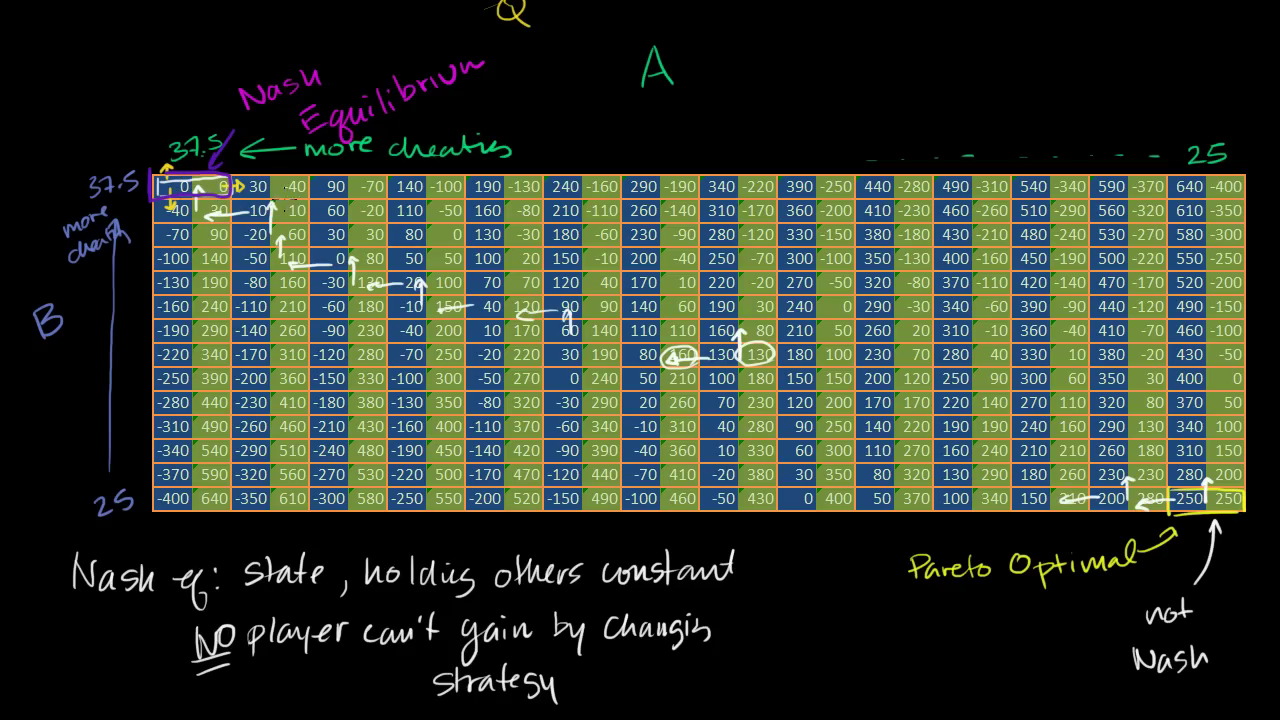 Q
A
Nash
Equilibrium
37.5 ← more cheating 25
37.5 0 0 30 -40 90 -70 140 -100 190 -130 240 -160 290 -190 340 -220 390 -250 440 -280 490 -310 540 -340 590 -370 640 -400
-40 10 10 60 -20 110 -50 160 -80 210 -110 260 -140 310 -170 360 -200 410 -230 460 -260 510 -290 560 -320 610 -350
more -70 90 -20 60 30 30 80 0 130 -30 180 -60 230 -90 280 -120 330 -150 380 -180 430 -210 480 -240 530 -270 580 -300
cheating -100 140 -50 110 0 80 50 50 100 20 150 -10 200 -40 250 -70 300 -100 350 -130 400 -160 450 -190 500 -220 550 -250
-130 190 -80 160 -30 130 20 100 70 70 120 40 170 10 220 -20 270 -50 320 -80 370 -110 420 -140 470 -170 520 -200
B -160 240 -110 210 -60 180 -10 150 40 120 90 90 140 60 190 30 240 0 290 -30 340 -60 390 -90 440 -120 490 -150
-190 290 -140 260 -90 230 -40 200 10 170 140 110 110 160 80 210 50 260 20 310 -10 360 -40 410 -70 460 -100
-220 340 -170 310 -120 280 -70 250 -20 220 30 190 80 160 130 130 180 100 230 70 280 40 330 10 380 -20 430 -50
-250 390 -200 360 -150 330 -100 300 -50 270 0 240 50 210 100 180 150 150 200 120 250 90 300 60 350 30 400 0
-280 440 -230 410 -180 380 -130 350 -80 320 -30 290 20 260 70 230 120 200 170 170 220 140 270 110 320 80 370 50
-310 490 -260 460 -210 430 -160 400 -110 370 -60 340 -10 310 40 280 90 250 140 220 190 190 240 160 290 130 340 100
-340 540 -290 510 -240 480 -190 450 -140 420 -90 390 -40 360 10 330 60 300 110 270 160 240 210 210 260 180 310 150
-370 590 -320 560 -270 530 -220 500 -170 470 -120 440 -70 410 -20 380 30 350 80 320 130 290 180 260 230 230 280 200
25 -400 640 -350 610 -300 580 -250 550 -200 520 -150 490 -100 460 -50 430 0 400 50 370 100 340 150 310 200 280 250 250
Nash eq: state, holding others constant
NO player can't gain by changing
strategy
Pareto Optimal
not
Nash